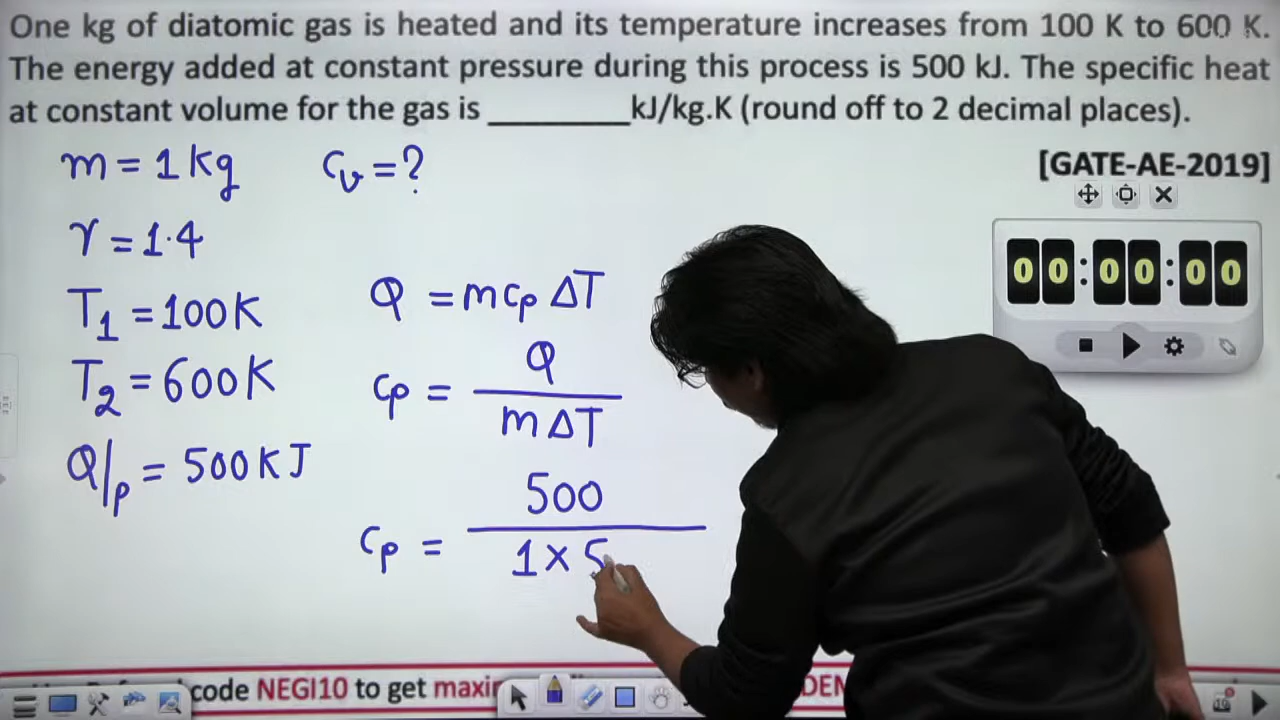 One kg of diatomic gas is heated and its temperature increases from 100 K to 600 K.
The energy added at constant pressure during this process is 500 kJ. The specific heat
at constant volume for the gas is ________kJ/kg.K (round off to 2 decimal places).
[GATE-AE-2019]
m = 1 kg
Cv = ?
γ = 1.4
T1 = 100 K
T2 = 600 K
Q/p = 500 KJ
Q = m cp ΔT
cp = Q / m ΔT
cp = 500 / 1 × 5
00:00:00
code NEGI10 to get